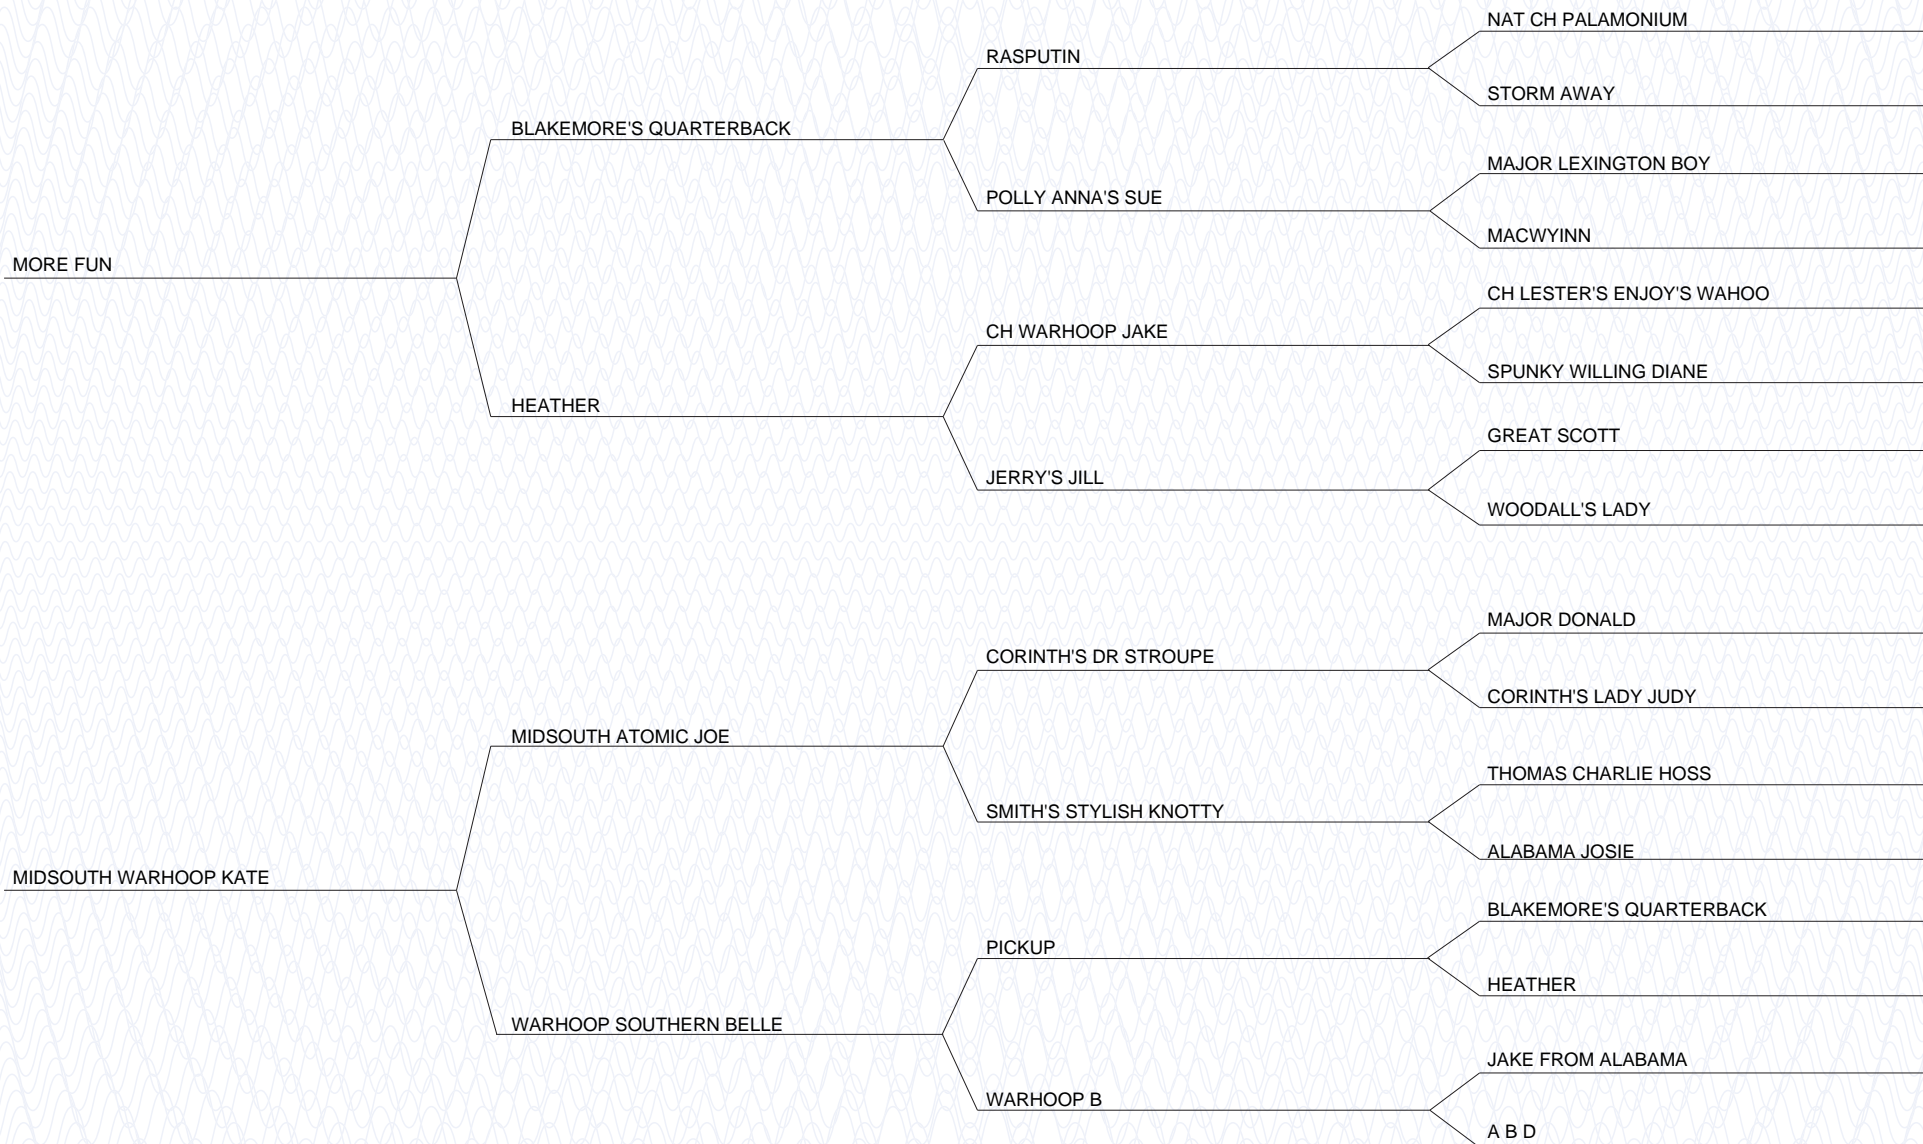 NAT CH PALAMONIUM
RASPUTIN
STORM AWAY
BLAKEMORE'S QUARTERBACK
MAJOR LEXINGTON BOY
POLLY ANNA'S SUE
MACWYINN
MORE FUN
CH LESTER'S ENJOY'S WAHOO
CH WARHOOP JAKE
SPUNKY WILLING DIANE
HEATHER
GREAT SCOTT
JERRY'S JILL
WOODALL'S LADY
MAJOR DONALD
CORINTH'S DR STROUPE
CORINTH'S LADY JUDY
MIDSOUTH ATOMIC JOE
THOMAS CHARLIE HOSS
SMITH'S STYLISH KNOTTY
ALABAMA JOSIE
MIDSOUTH WARHOOP KATE
BLAKEMORE'S QUARTERBACK
PICKUP
HEATHER
WARHOOP SOUTHERN BELLE
JAKE FROM ALABAMA
WARHOOP B
A B D